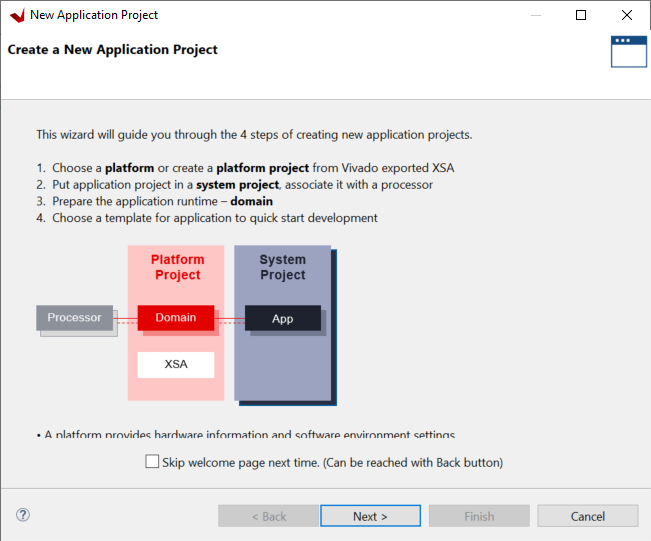 New Application Project
Create a New Application Project
This wizard will guide you through the 4 steps of creating new application projects.
1. Choose a platform or create a platform project from Vivado exported XSA
2. Put application project in a system project, associate it with a processor
3. Prepare the application runtime – domain
4. Choose a template for application to quick start development
Platform
Project
System
Project
Processor
Domain
App
XSA
• A platform provides hardware information and software environment settings.
Skip welcome page next time. (Can be reached with Back button)
?
< Back
Next >
Finish
Cancel